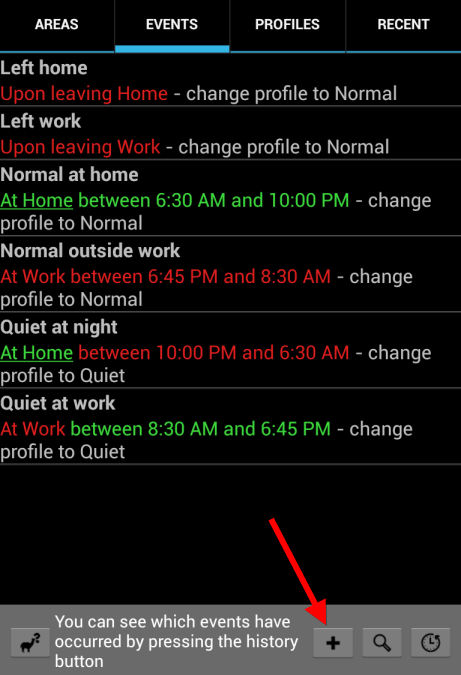 AREAS EVENTS PROFILES RECENT
Left home
Upon leaving Home - change profile to Normal
Left work
Upon leaving Work - change profile to Normal
Normal at home
At Home between 6:30 AM and 10:00 PM - change
profile to Normal
Normal outside work
At Work between 6:45 PM and 8:30 AM - change
profile to Normal
Quiet at night
At Home between 10:00 PM and 6:30 AM - change
profile to Quiet
Quiet at work
At Work between 8:30 AM and 6:45 PM - change
profile to Quiet
You can see which events have
occurred by pressing the history
button